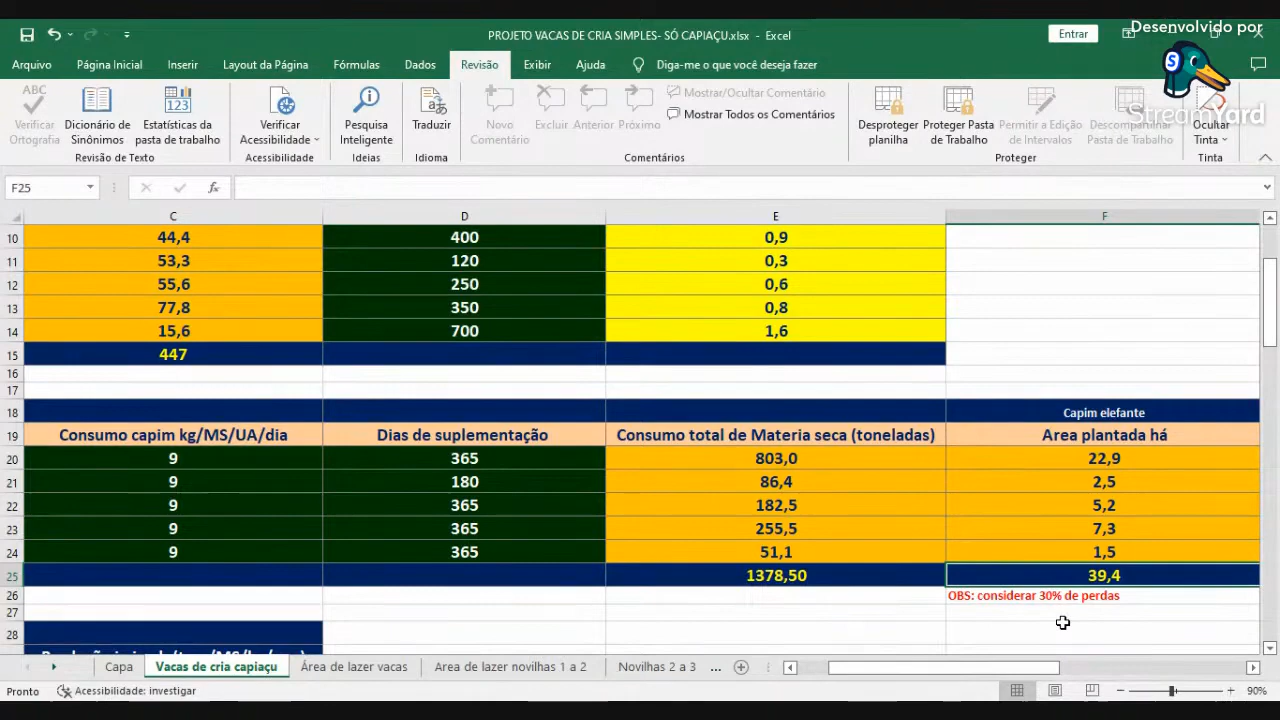 Desenvolvido por
PROJETO VACAS DE CRIA SIMPLES- SÓ CAPIAÇU.xlsx - Excel
Entrar
Arquivo Página Inicial Inserir Layout da Página Fórmulas Dados Revisão Exibir Ajuda Diga-me o que você deseja fazer
S
StreamYard
ABC
Verificar Ortografia
Dicionário de Sinônimos
123
Estatísticas da pasta de trabalho
Verificar Acessibilidade
Pesquisa Inteligente
Traduzir
Novo Comentário
Excluir
Anterior
Próximo
Mostrar/Ocultar Comentário
Mostrar Todos os Comentários
Desproteger planilha
Proteger Pasta de Trabalho
Permitir a Edição de Intervalos
Descompartilhar Pasta de Trabalho
Ocultar Tinta
Revisão de Texto Acessibilidade Ideias Idioma Comentários Proteger Tinta
F25 fx
C D E F
10 44,4 400 0,9
11 53,3 120 0,3
12 55,6 250 0,6
13 77,8 350 0,8
14 15,6 700 1,6
15 447
16
17
18 Capim elefante
19 Consumo capim kg/MS/UA/dia Dias de suplementação Consumo total de Materia seca (toneladas) Area plantada há
20 9 365 803,0 22,9
21 9 180 86,4 2,5
22 9 365 182,5 5,2
23 9 365 255,5 7,3
24 9 365 51,1 1,5
25 1378,50 39,4
26 OBS: considerar 30% de perdas
27
28
Capa Vacas de cria capiaçu Área de lazer vacas Area de lazer novilhas 1 a 2 Novilhas 2 a 3 ...
Pronto Acessibilidade: investigar 90%